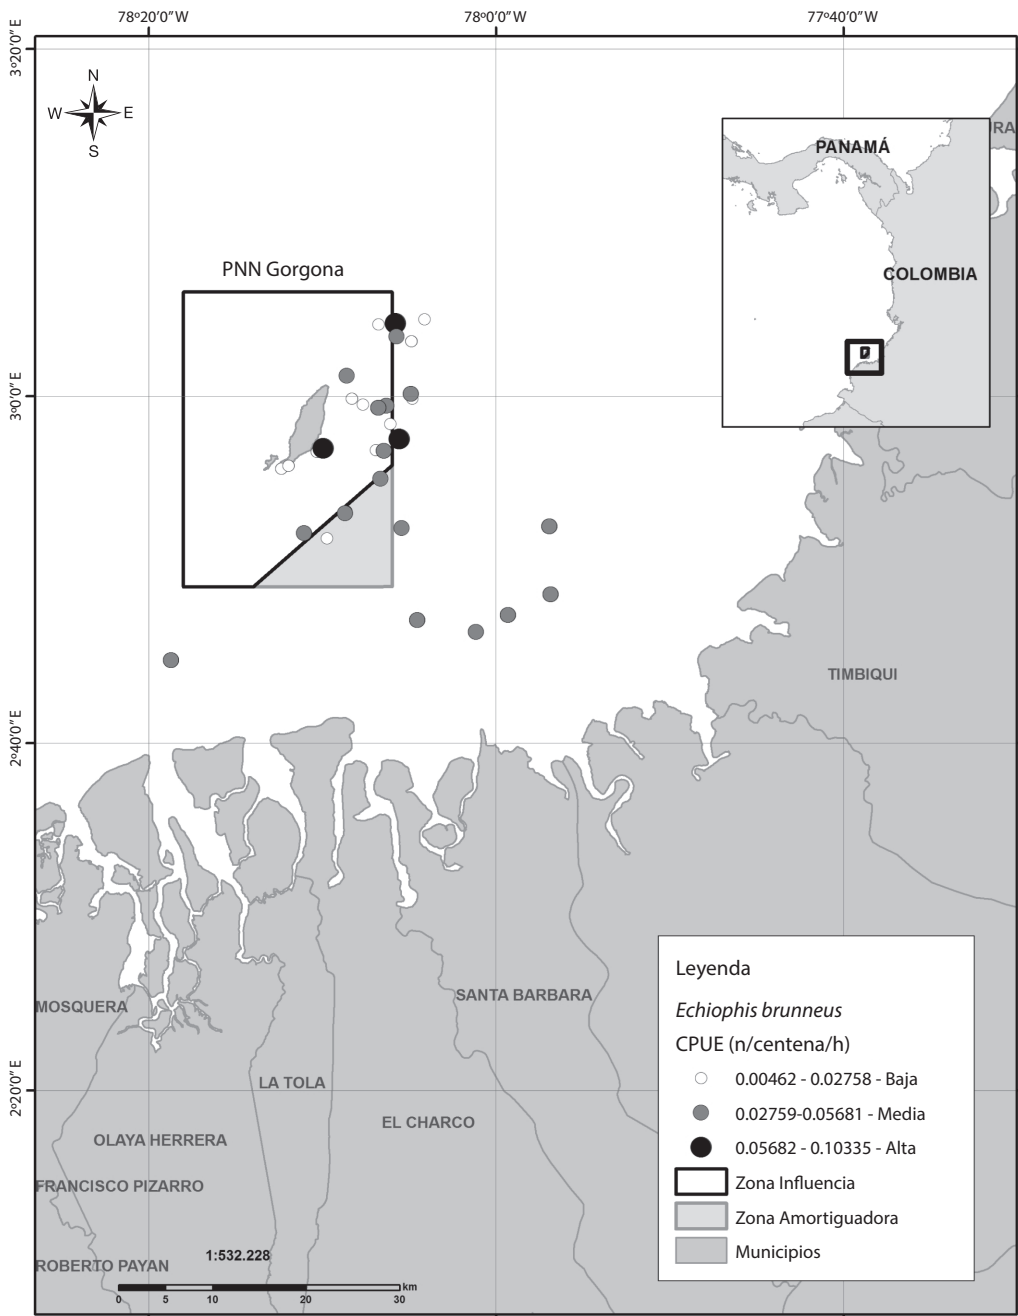 78º20'0"W 78º0'0"W 77º40'0"W
3º20'0"E
N
W E
S
URA
PANAMÁ
PNN Gorgona
COLOMBIA
3º0'0"E
TIMBIQUI
2º40'0"E
Leyenda
Echiophis brunneus
CPUE (n/centena/h)
0.00462 - 0.02758 - Baja
0.02759-0.05681 - Media
0.05682 - 0.10335 - Alta
Zona Influencia
Zona Amortiguadora
Municipios
MOSQUERA
SANTA BARBARA
2º20'0"E
LA TOLA
EL CHARCO
OLAYA HERRERA
FRANCISCO PIZARRO
ROBERTO PAYAN
1:532.228
km
0 5 10 20 30